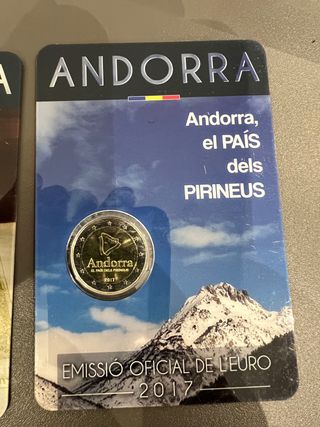 ANDORRA
Andorra,
el PAÍS
dels
PIRINEUS
Andorra
EL PAÍS DELS PIRINEUS
2017
EMISSIÓ OFICIAL DE L'EURO
2017
A